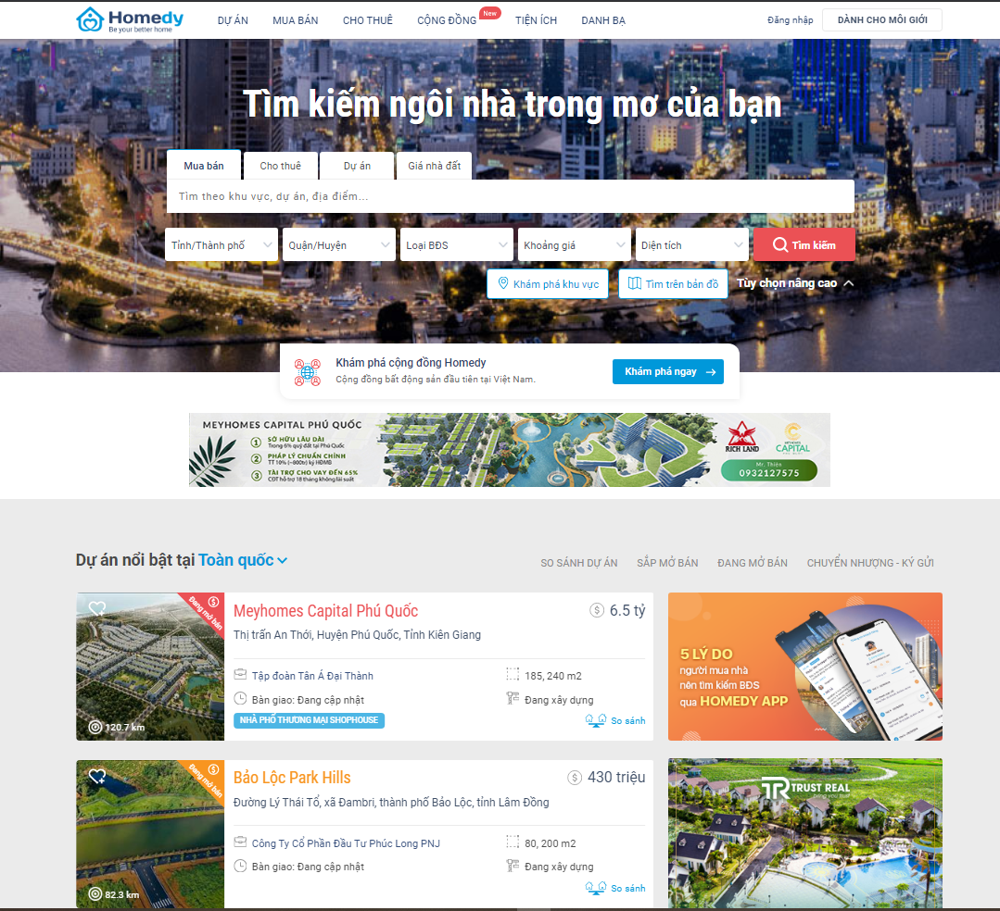 Homedy
Be your better home
DỰ ÁN
MUA BÁN
CHO THUÊ
CỘNG ĐỒNG
New
TIỆN ÍCH
DANH BẠ
Đăng nhập
DÀNH CHO MÔI GIỚI
Tìm kiếm ngôi nhà trong mơ của bạn
Mua bán
Cho thuê
Dự án
Giá nhà đất
Tìm theo khu vực, dự án, địa điểm...
Tỉnh/Thành phố
Quận/Huyện
Loại BĐS
Khoảng giá
Diện tích
Tìm kiếm
Khám phá khu vực
Tìm trên bản đồ
Tùy chọn nâng cao
Khám phá cộng đồng Homedy
Cộng đồng bất động sản đầu tiên tại Việt Nam.
Khám phá ngay
MEYHOMES CAPITAL PHÚ QUỐC
1 SỞ HỮU LÂU DÀI
Trong 6% quỹ đất tại Phú Quốc
2 PHÁP LÝ CHUẨN CHỈNH
TT 10% (~800tr) ký HĐMB
3 TÀI TRỢ CHO VAY ĐẾN 65%
CĐT hỗ trợ 18 tháng không lãi suất
RICH LAND
MEYHOMES
CAPITAL
Mr. Thiên
0932127575
Dự án nổi bật tại Toàn quốc
SO SÁNH DỰ ÁN
SẮP MỞ BÁN
ĐANG MỞ BÁN
CHUYỂN NHƯỢNG - KÝ GỬI
Đang mở bán
120.7 km
Meyhomes Capital Phú Quốc
6.5 tỷ
Thị trấn An Thới, Huyện Phú Quốc, Tỉnh Kiên Giang
Tập đoàn Tân Á Đại Thành
185, 240 m2
Bàn giao: Đang cập nhật
Đang xây dựng
NHÀ PHỐ THƯƠNG MẠI SHOPHOUSE
So sánh
5 LÝ DO
người mua nhà
nên tìm kiếm BĐS
qua HOMEDY APP
Đang mở bán
82.3 km
Bảo Lộc Park Hills
430 triệu
Đường Lý Thái Tổ, xã Đambri, thành phố Bảo Lộc, tỉnh Lâm Đồng
Công Ty Cổ Phần Đầu Tư Phúc Long PNJ
80, 200 m2
Bàn giao: Đang cập nhật
Đang xây dựng
So sánh
TR TRUST REAL